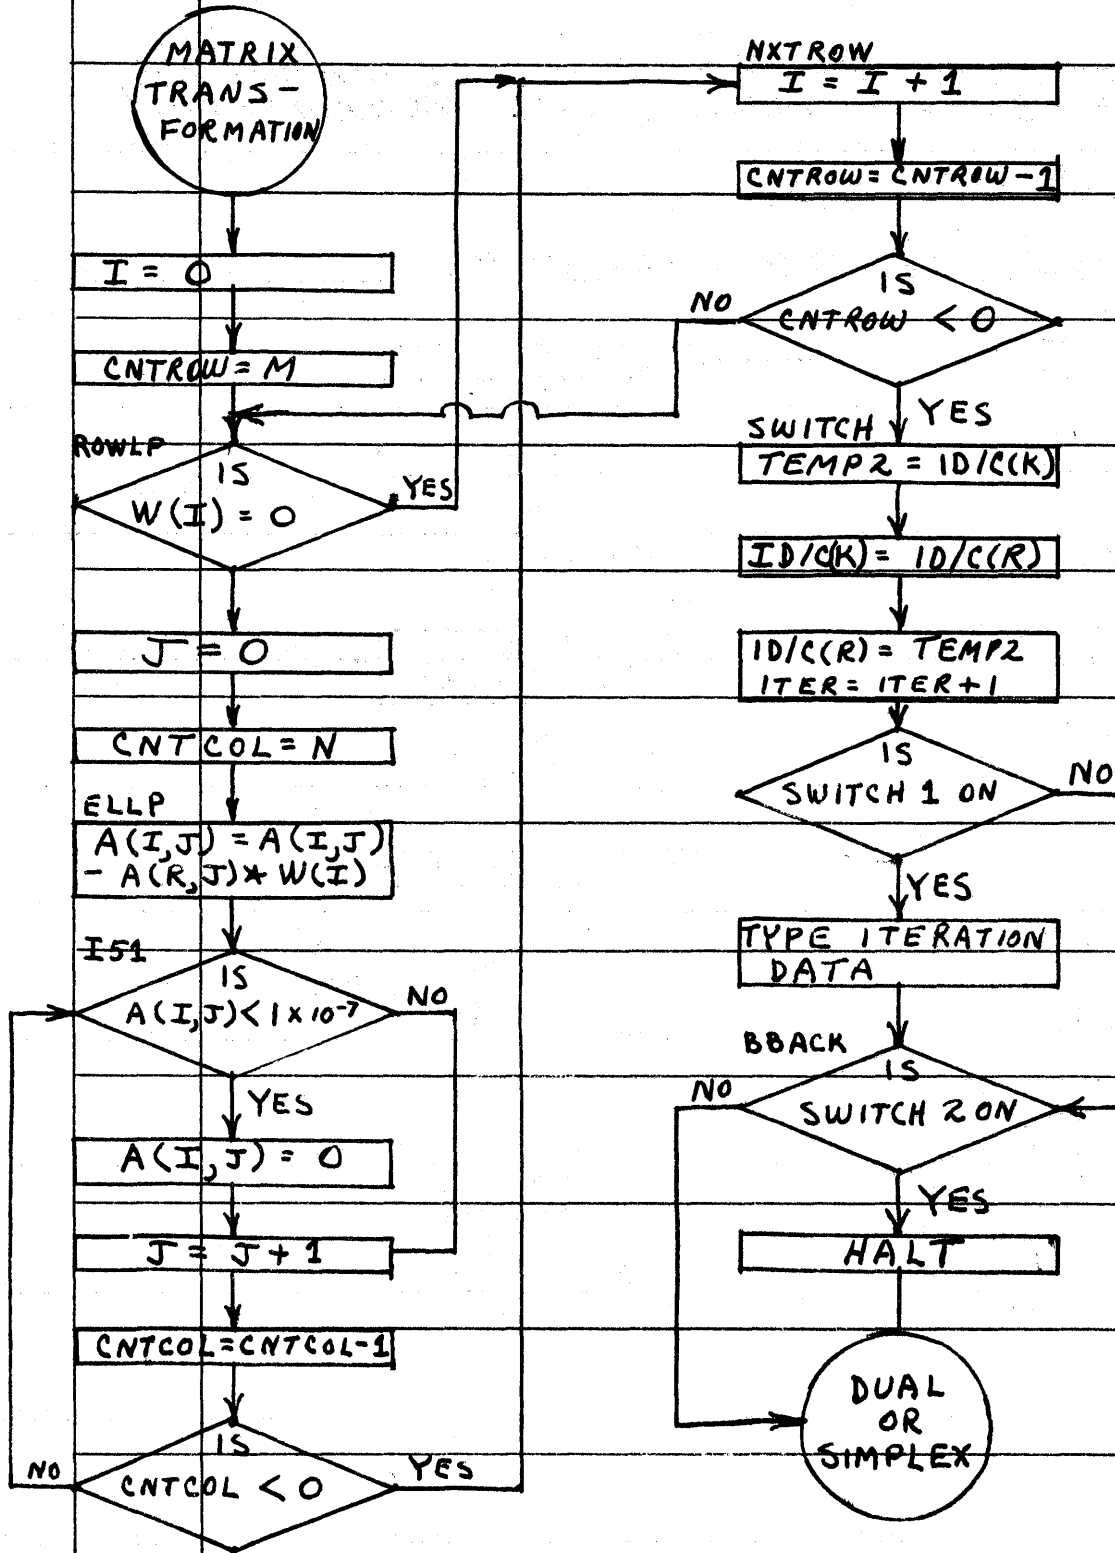 MATRIX
TRANS-
FORMATION
I = 0
CNTROW = M
ROWLP
IS
W(I) = 0
YES
J = 0
CNTCOL = N
ELLP
A(I,J) = A(I,J)
- A(R,J)* W(I)
I51
IS
A(I,J) < 1 x 10-7
NO
YES
A(I,J) = 0
J = J + 1
CNTCOL=CNTCOL-1
IS
CNTCOL < 0
NO
YES
NXTROW
I = I + 1
CNTROW = CNTROW - 1
IS
CNTROW < 0
NO
YES
SWITCH
TEMP2 = ID/C(K)
ID/C(K) = ID/C(R)
ID/C(R) = TEMP2
ITER = ITER + 1
IS
SWITCH 1 ON
NO
YES
TYPE ITERATION
DATA
BBACK
IS
SWITCH 2 ON
NO
YES
HALT
DUAL
OR
SIMPLEX